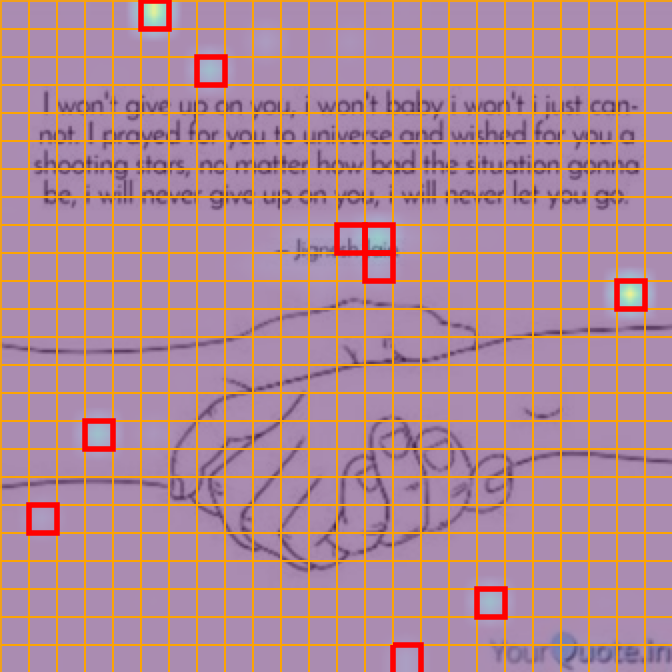 I won't give up on you, i won't baby i won't i just can-
not. I prayed for you to universe and wished for you a
shooting stars, no matter how bad the situation gonna
be, i will never give up on you, i will never let you go.
-- Jignesh
YourQuote.in